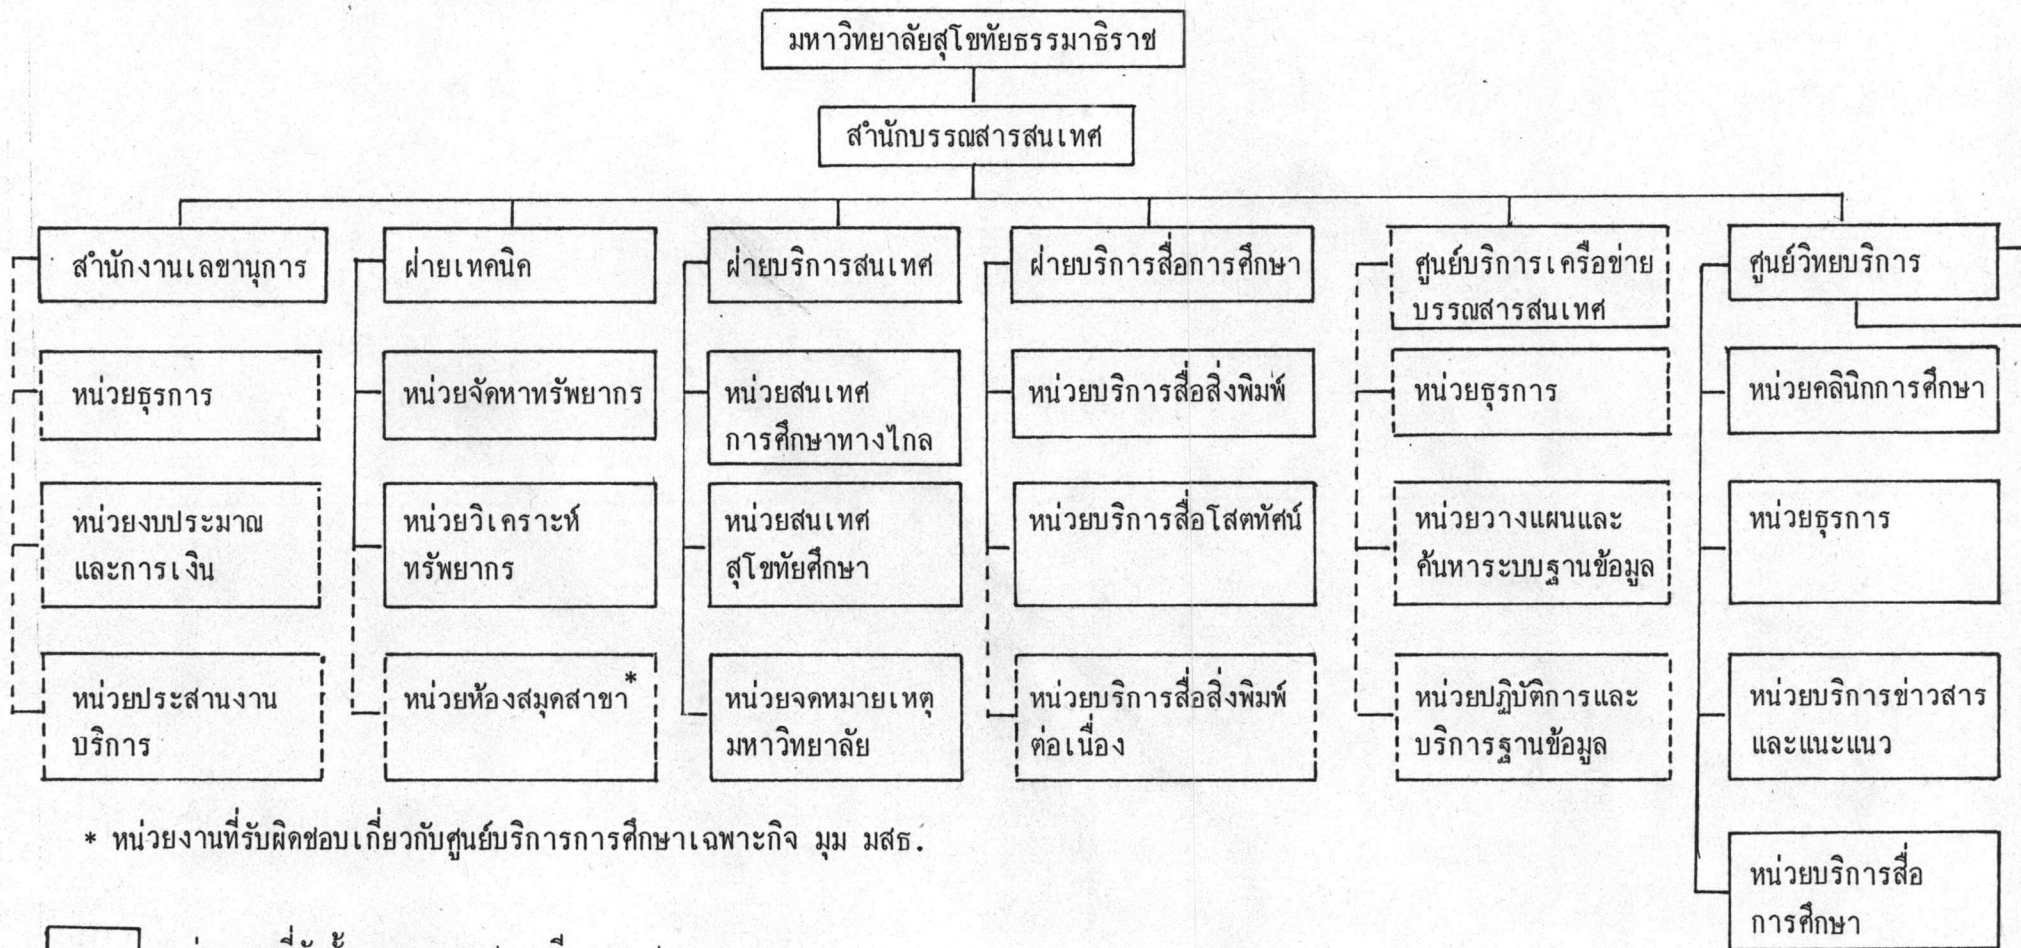 มหาวิทยาลัยสุโขทัยธรรมาธิราช
สำนักบรรณสารสนเทศ
สำนักงานเลขานุการ
ฝ่ายเทคนิค
ฝ่ายบริการสนเทศ
ฝ่ายบริการสื่อการศึกษา
ศูนย์บริการเครือข่าย
บรรณสารสนเทศ
ศูนย์วิทยบริการ
หน่วยธุรการ
หน่วยจัดหาทรัพยากร
หน่วยสนเทศ
การศึกษาทางไกล
หน่วยบริการสื่อสิ่งพิมพ์
หน่วยธุรการ
หน่วยคลินิกการศึกษา
หน่วยงบประมาณ
และการเงิน
หน่วยวิเคราะห์
ทรัพยากร
หน่วยสนเทศ
สุโขทัยศึกษา
หน่วยบริการสื่อโสตทัศน์
หน่วยวางแผนและ
ค้นหาระบบฐานข้อมูล
หน่วยธุรการ
หน่วยประสานงาน
บริการ
หน่วยห้องสมุดสาขา*
หน่วยจดหมายเหตุ
มหาวิทยาลัย
หน่วยบริการสื่อสิ่งพิมพ์
ต่อเนื่อง
หน่วยปฏิบัติการและ
บริการฐานข้อมูล
หน่วยบริการข่าวสาร
และแนะแนว
* หน่วยงานที่รับผิดชอบเกี่ยวกับศูนย์บริการการศึกษาเฉพาะกิจ มุม มสธ.
หน่วยบริการสื่อ
การศึกษา